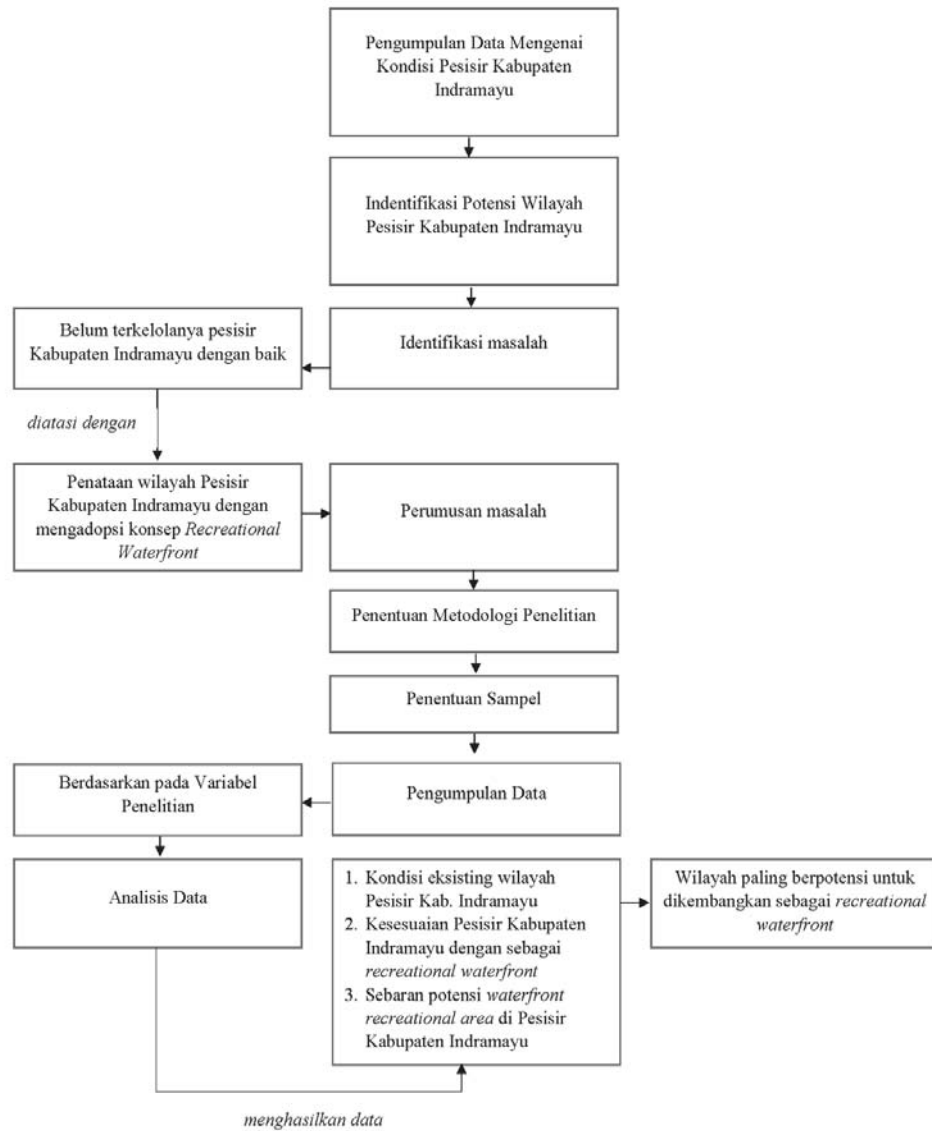 Pengumpulan Data Mengenai
Kondisi Pesisir Kabupaten
Indramayu
Indentifikasi Potensi Wilayah
Pesisir Kabupaten Indramayu
Identifikasi masalah
Belum terkelolanya pesisir
Kabupaten Indramayu dengan baik
diatasi dengan
Penataan wilayah Pesisir
Kabupaten Indramayu dengan
mengadopsi konsep Recreational
Waterfront
Perumusan masalah
Penentuan Metodologi Penelitian
Penentuan Sampel
Pengumpulan Data
Berdasarkan pada Variabel
Penelitian
Analisis Data
menghasilkan data
1. Kondisi eksisting wilayah
Pesisir Kab. Indramayu
2. Kesesuaian Pesisir Kabupaten
Indramayu dengan sebagai
recreational waterfront
3. Sebaran potensi waterfront
recreational area di Pesisir
Kabupaten Indramayu
Wilayah paling berpotensi untuk
dikembangkan sebagai recreational
waterfront